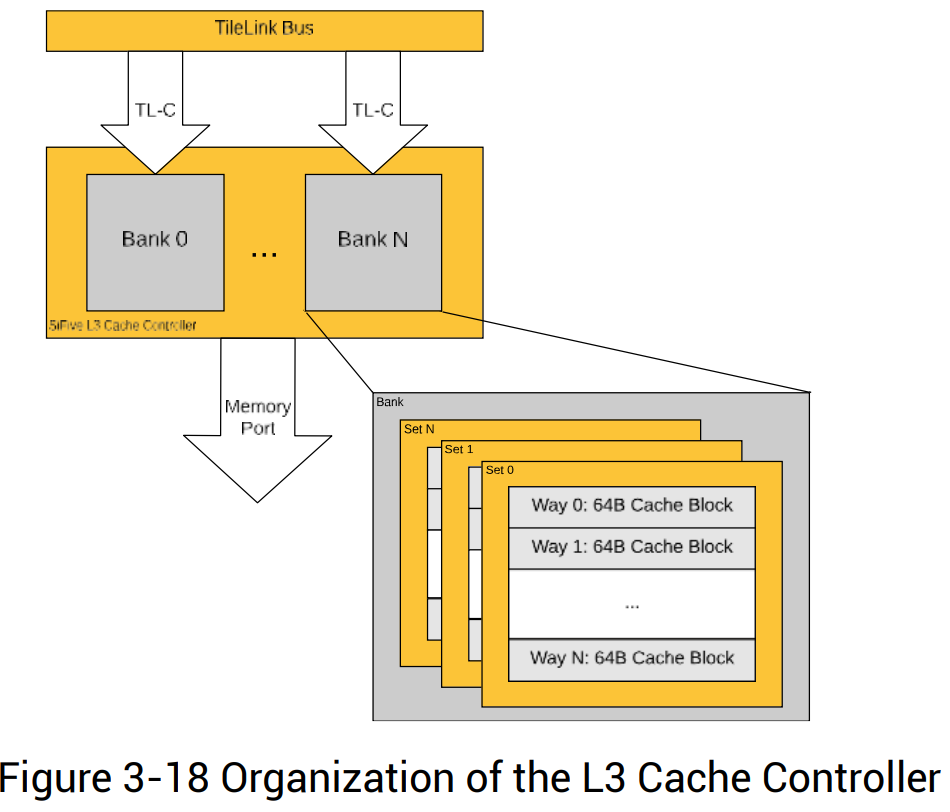 TileLink Bus
TL-C
TL-C
Bank 0
...
Bank N
SiFive L3 Cache Controller
Memory
Port
Bank
Set N
Set 1
Set 0
Way 0: 64B Cache Block
Way 1: 64B Cache Block
...
Way N: 64B Cache Block
Figure 3-18 Organization of the L3 Cache Controller